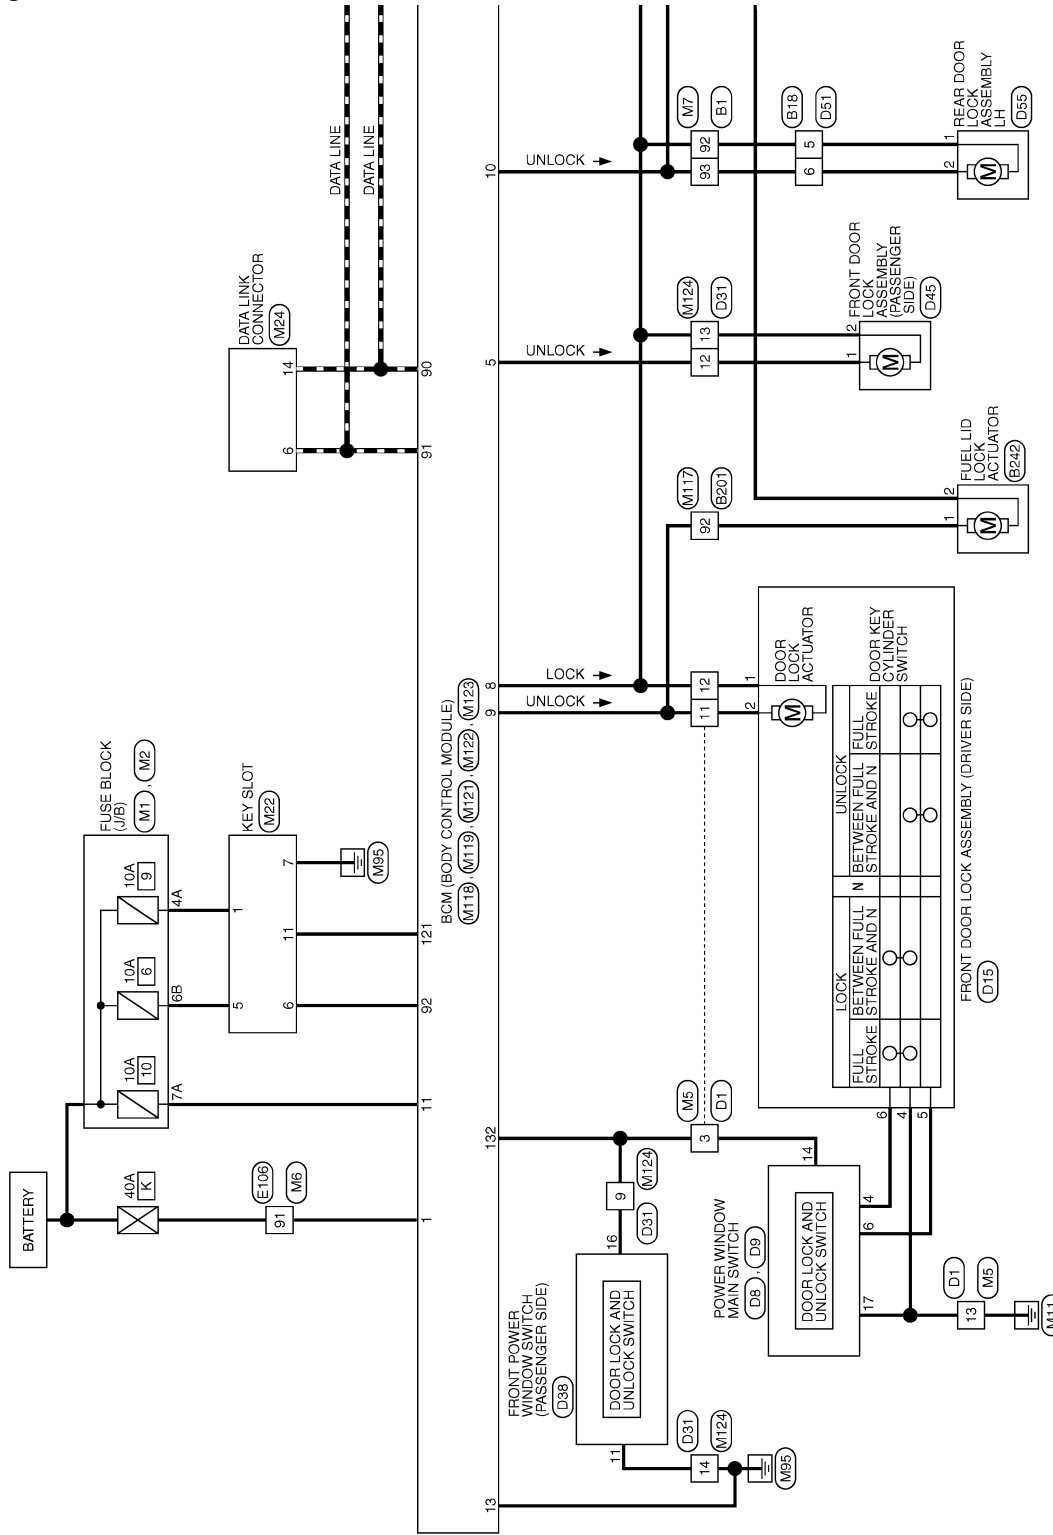 BATTERY
40A
K
E106
91
M6
1
FUSE BLOCK
(J/B)
M1 , M2
10A
10
7A
11
10A
6
6B
10A
9
4A
KEY SLOT
M22
5
1
6
11
7
92
121
M95
DATA LINK
CONNECTOR
M24
6
14
91
90
DATA LINE
DATA LINE
BCM (BODY CONTROL MODULE)
M118 , M119 , M121 , M122 , M123
13
132
9
8
5
10
UNLOCK
LOCK
UNLOCK
UNLOCK
FRONT POWER
WINDOW SWITCH
(PASSENGER SIDE)
D38
DOOR LOCK AND
UNLOCK SWITCH
11
16
D31
9
M124
D31
14
M124
M95
M5
3
D1
POWER WINDOW
MAIN SWITCH
D8 , D9
DOOR LOCK AND
UNLOCK SWITCH
14
17
6
4
D1
13
M5
11
12
2
1
DOOR
LOCK
ACTUATOR
M
DOOR KEY
CYLINDER
SWITCH
LOCK
UNLOCK
FULL
STROKE
BETWEEN FULL
STROKE AND N
N
BETWEEN FULL
STROKE AND N
FULL
STROKE
6
4
5
FRONT DOOR LOCK ASSEMBLY (DRIVER SIDE)
D15
M117
92
B201
1
2
M
FUEL LID
LOCK
ACTUATOR
B242
M124
12
13
D31
1
2
M
FRONT DOOR
LOCK
ASSEMBLY
(PASSENGER
SIDE)
D45
M7
93
92
B1
B18
6
5
D51
2
1
M
REAR DOOR
LOCK
ASSEMBLY
LH
D55